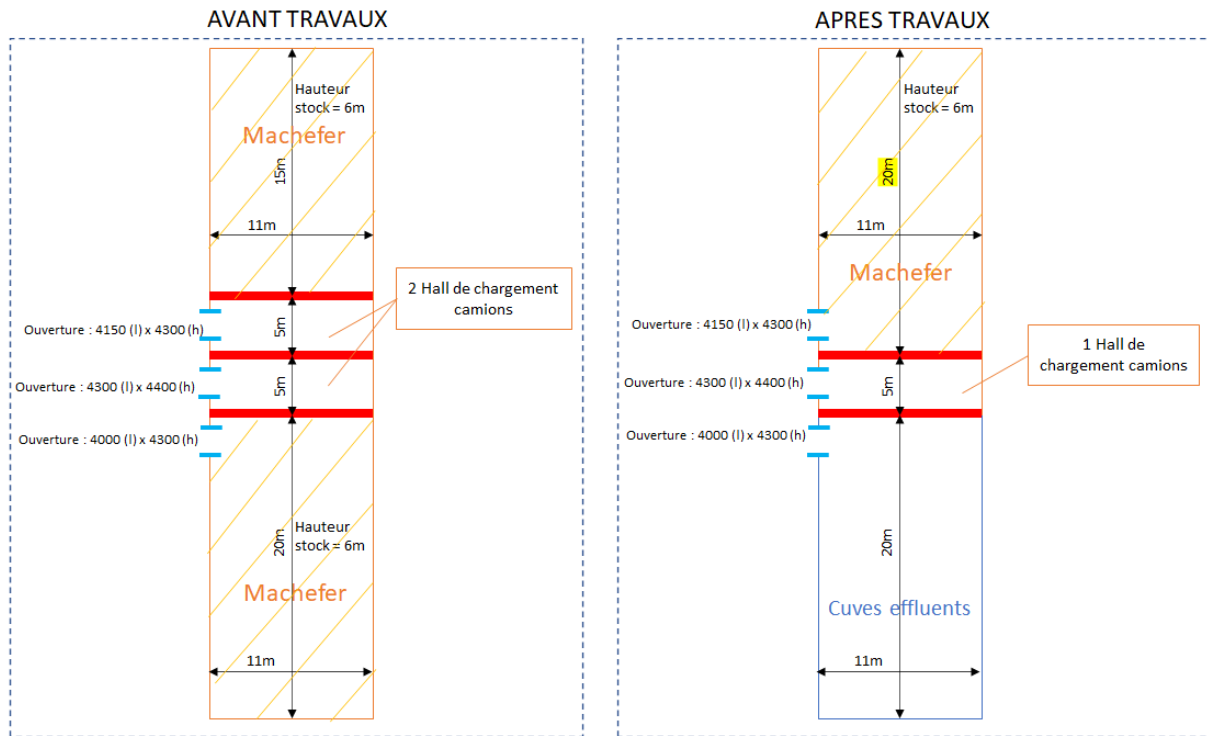 AVANT TRAVAUX
Hauteur
stock = 6m
Machefer
15m
11m
2 Hall de chargement
camions
Ouverture : 4150 (l) x 4300 (h)
5m
Ouverture : 4300 (l) x 4400 (h)
5m
Ouverture : 4000 (l) x 4300 (h)
20m
Hauteur
stock = 6m
Machefer
11m
APRES TRAVAUX
Hauteur
stock = 6m
20m
11m
Machefer
Ouverture : 4150 (l) x 4300 (h)
1 Hall de
chargement camions
Ouverture : 4300 (l) x 4400 (h)
5m
Ouverture : 4000 (l) x 4300 (h)
20m
Cuves effluents
11m